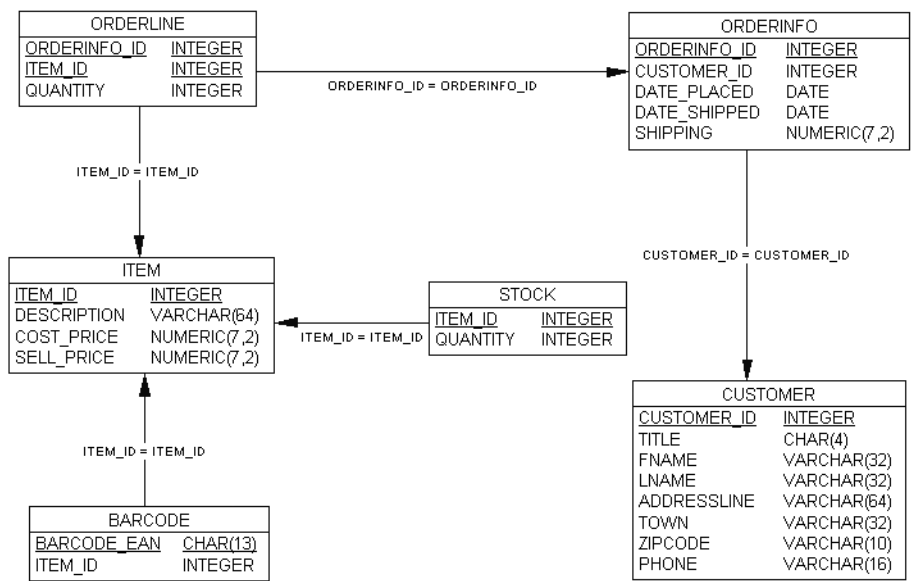 ORDERLINE
ORDERINFO_ID INTEGER
ITEM_ID INTEGER
QUANTITY INTEGER
ORDERINFO_ID = ORDERINFO_ID
ORDERINFO
ORDERINFO_ID INTEGER
CUSTOMER_ID INTEGER
DATE_PLACED DATE
DATE_SHIPPED DATE
SHIPPING NUMERIC(7,2)
ITEM_ID = ITEM_ID
CUSTOMER_ID = CUSTOMER_ID
ITEM
ITEM_ID INTEGER
DESCRIPTION VARCHAR(64)
COST_PRICE NUMERIC(7,2)
SELL_PRICE NUMERIC(7,2)
ITEM_ID = ITEM_ID
STOCK
ITEM_ID INTEGER
QUANTITY INTEGER
ITEM_ID = ITEM_ID
BARCODE
BARCODE_EAN CHAR(13)
ITEM_ID INTEGER
CUSTOMER
CUSTOMER_ID INTEGER
TITLE CHAR(4)
FNAME VARCHAR(32)
LNAME VARCHAR(32)
ADDRESSLINE VARCHAR(64)
TOWN VARCHAR(32)
ZIPCODE VARCHAR(10)
PHONE VARCHAR(16)